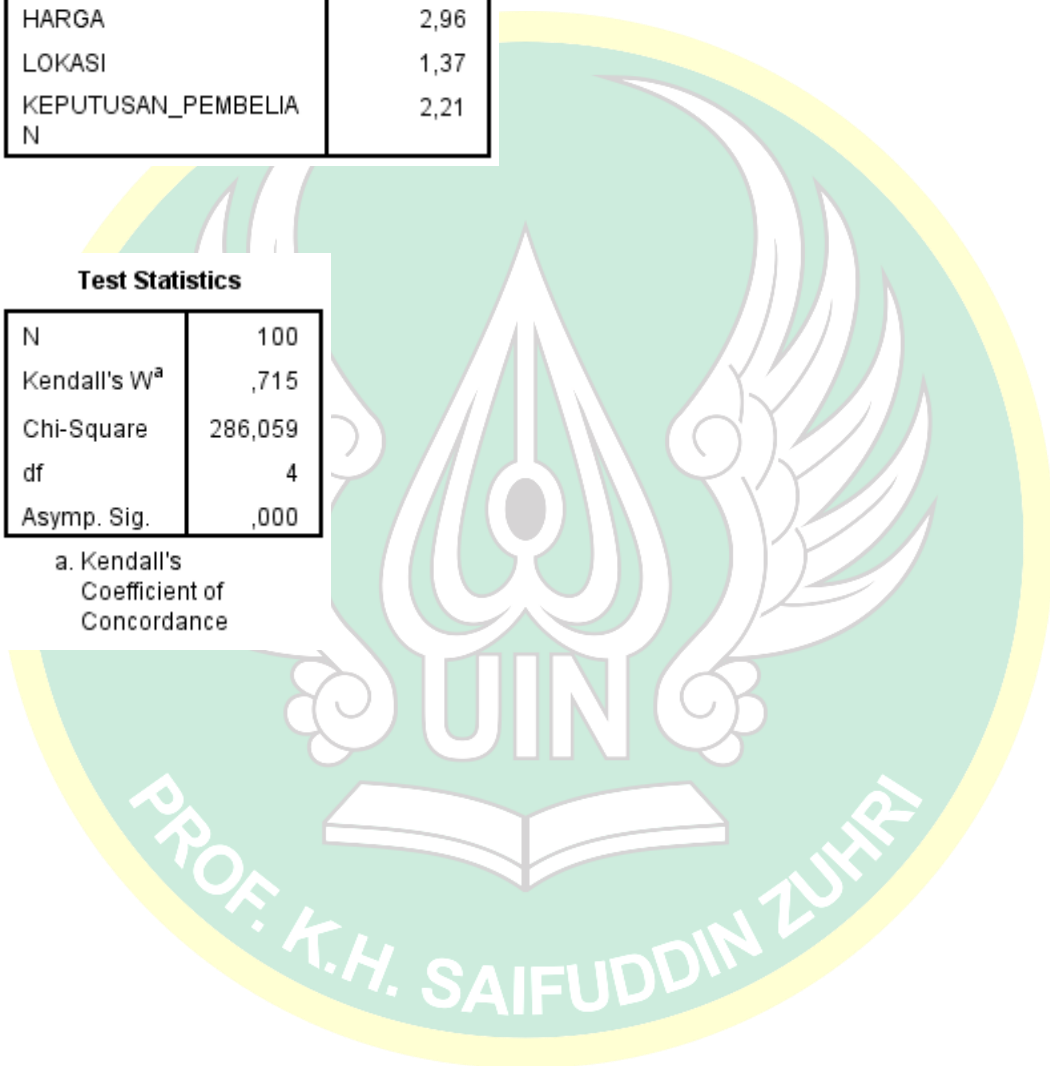 HARGA 2,96
LOKASI 1,37
KEPUTUSAN_PEMBELIA 2,21
N
Test Statistics
N 100
Kendall's Wa ,715
Chi-Square 286,059
df 4
Asymp. Sig. ,000
a. Kendall's
Coefficient of
Concordance
UIN
PROF. K.H. SAIFUDDIN ZUHRI